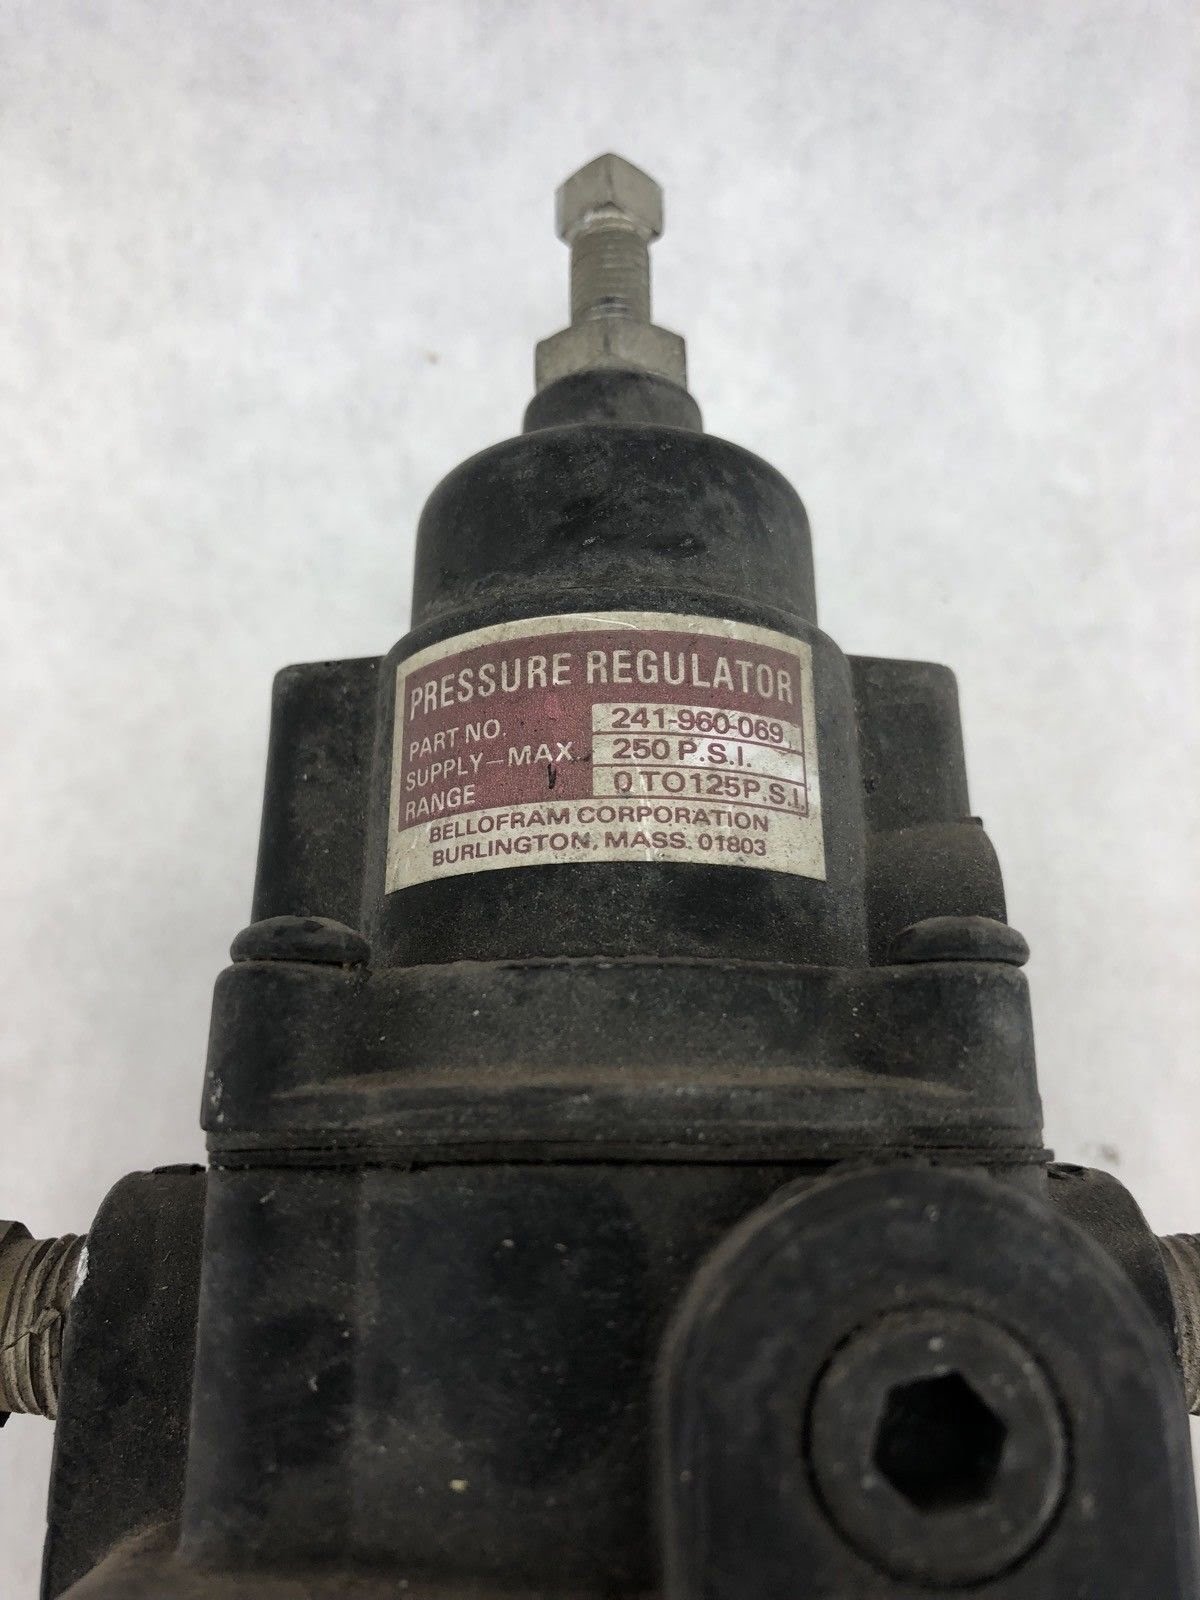 PRESSURE REGULATOR
PART NO. 241-960-069
SUPPLY-MAX. 250 P.S.I.
RANGE 0 TO 125 P.S.I.
BELLOFRAM CORPORATION
BURLINGTON, MASS. 01803